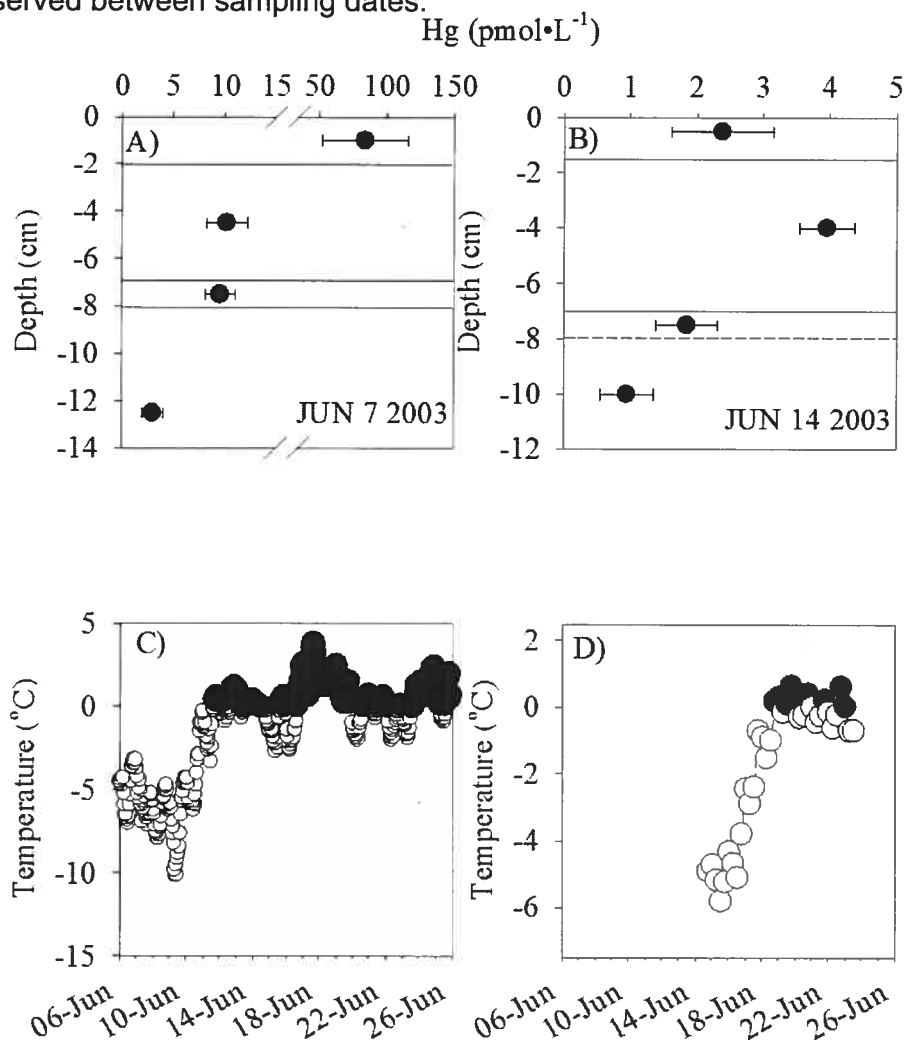 served between sampling dates.
Hg (pmol•L-1)
0 5 10 15 50 100 150
0 1 2 3 4 5
0
-2
-4
-6
-8
-10
-12
-14
Depth (cm)
A)
JUN 7 2003
0
-2
-4
-6
-8
-10
-12
Depth (cm)
B)
JUN 14 2003
5
0
-5
-10
-15
Temperature (°C)
C)
06-Jun
10-Jun
14-Jun
18-Jun
22-Jun
26-Jun
2
0
-2
-4
-6
Temperature (°C)
D)
06-Jun
10-Jun
14-Jun
18-Jun
22-Jun
26-Jun